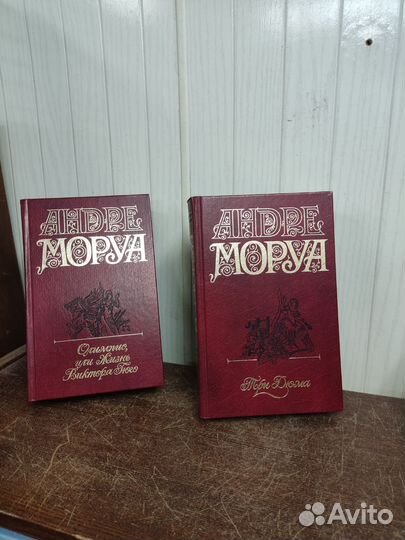 АНДРЕ
МОРУА
Олимпио,
или Жизнь
Виктора Гюго
АНДРЕ
МОРУА
Три Дюма
Avito